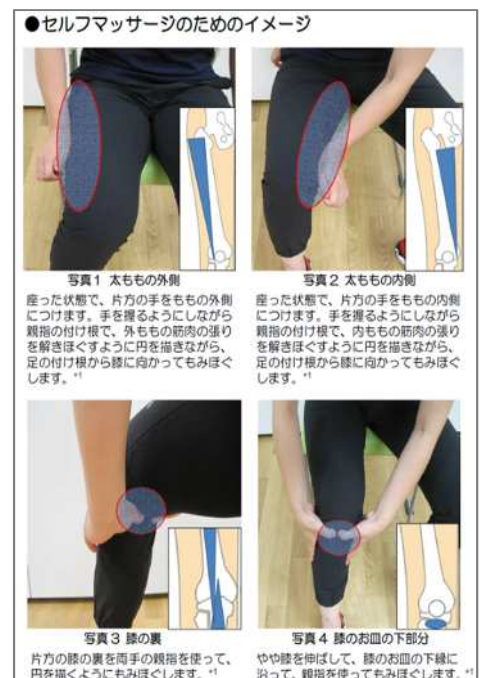 ●セルフマッサージのためのイメージ
写真1 太ももの外側
座った状態で、片方の手をももの外側
につけます。手を握るようにしながら
親指の付け根で、外ももの筋肉の張り
を解きほぐすように円を描きながら、
足の付け根から膝に向かってもみほぐ
します。*1
写真2 太ももの内側
座った状態で、片方の手をももの内側
につけます。手を握るようにしながら
親指の付け根で、内ももの筋肉の張り
を解きほぐすように円を描きながら、
足の付け根から膝に向かってもみほぐ
します。*1
写真3 膝の裏
片方の膝の裏を両手の親指を使って、
円を描くようにもみほぐします。*1
写真4 膝のお皿の下部分
やや膝を伸ばして、膝のお皿の下縁に
沿って、親指を使ってもみほぐします。*1